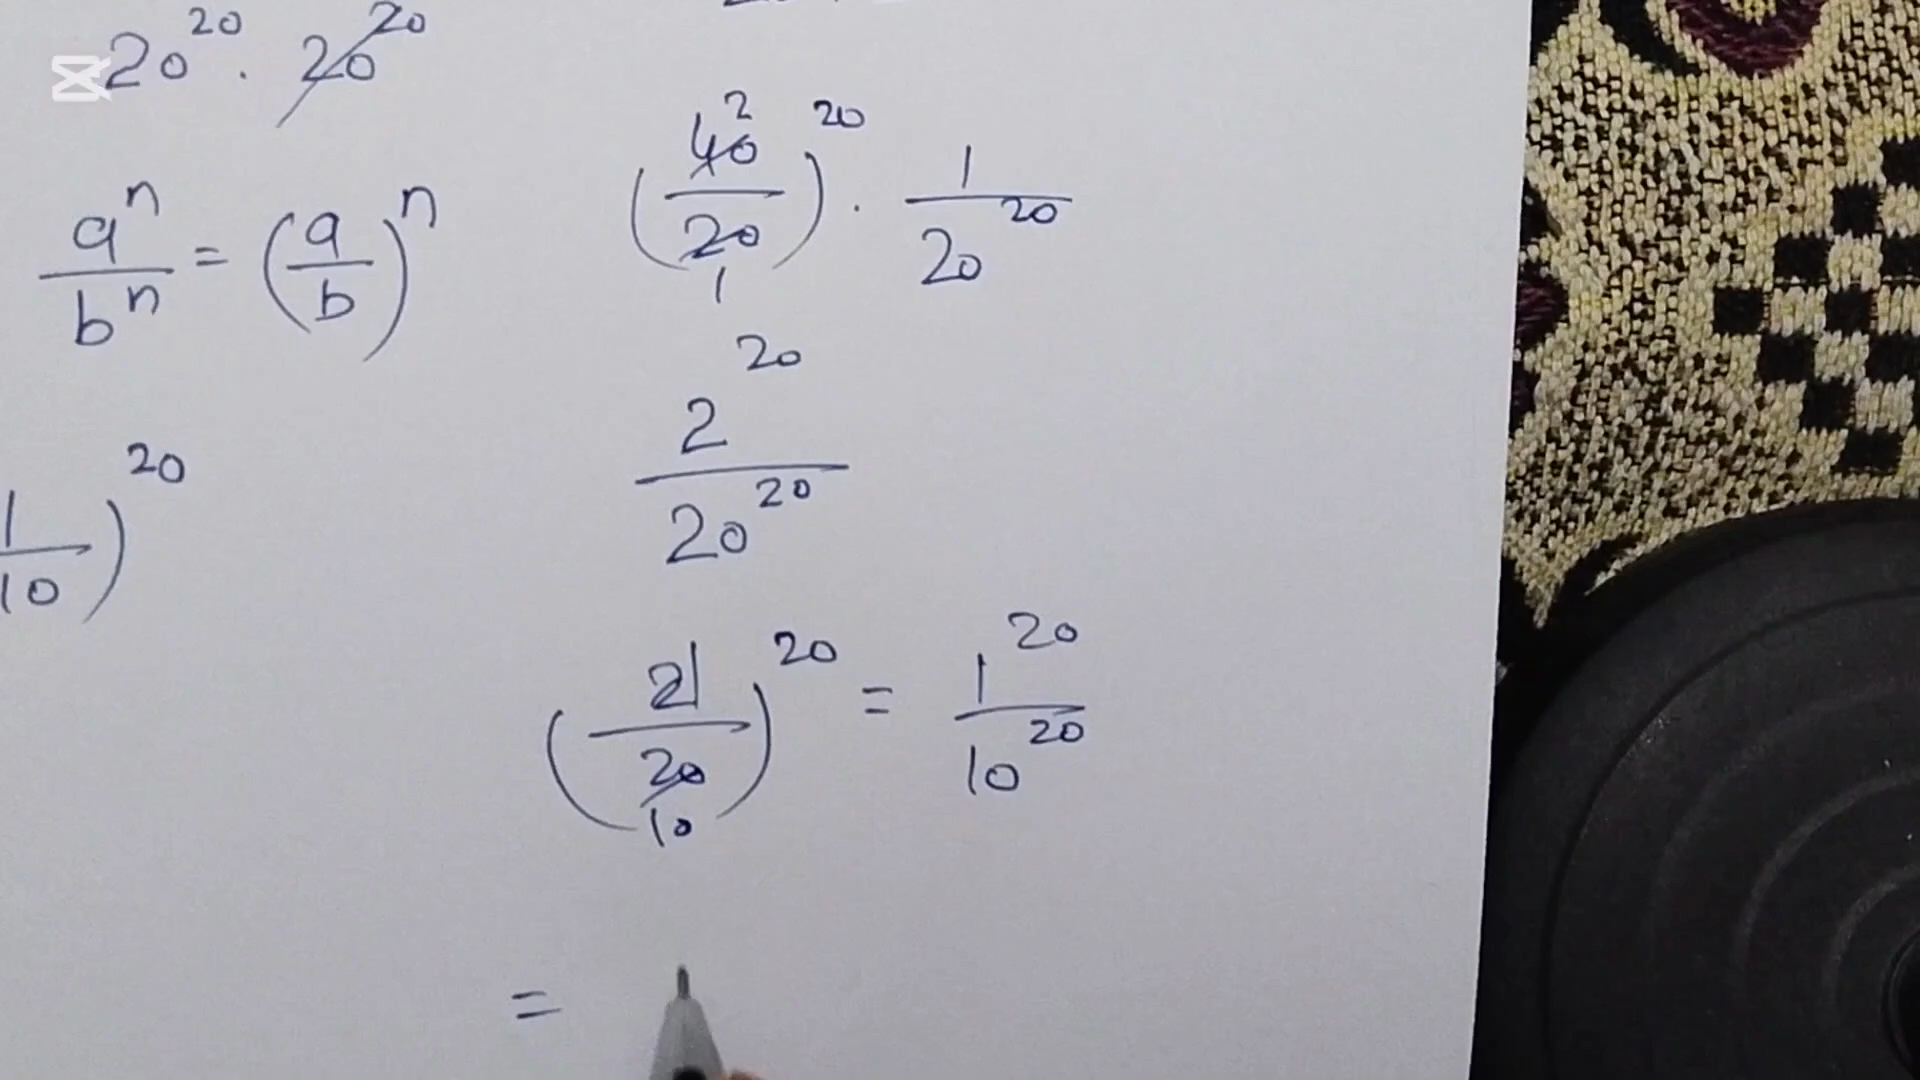 20^20 . 20^20
a^n/b^n = (a/b)^n
1/10)^20
(40 2/20 1)^20 . 1/20^20
2^20/20^20
(2 1/20 10)^20 = 1^20/10^20
=